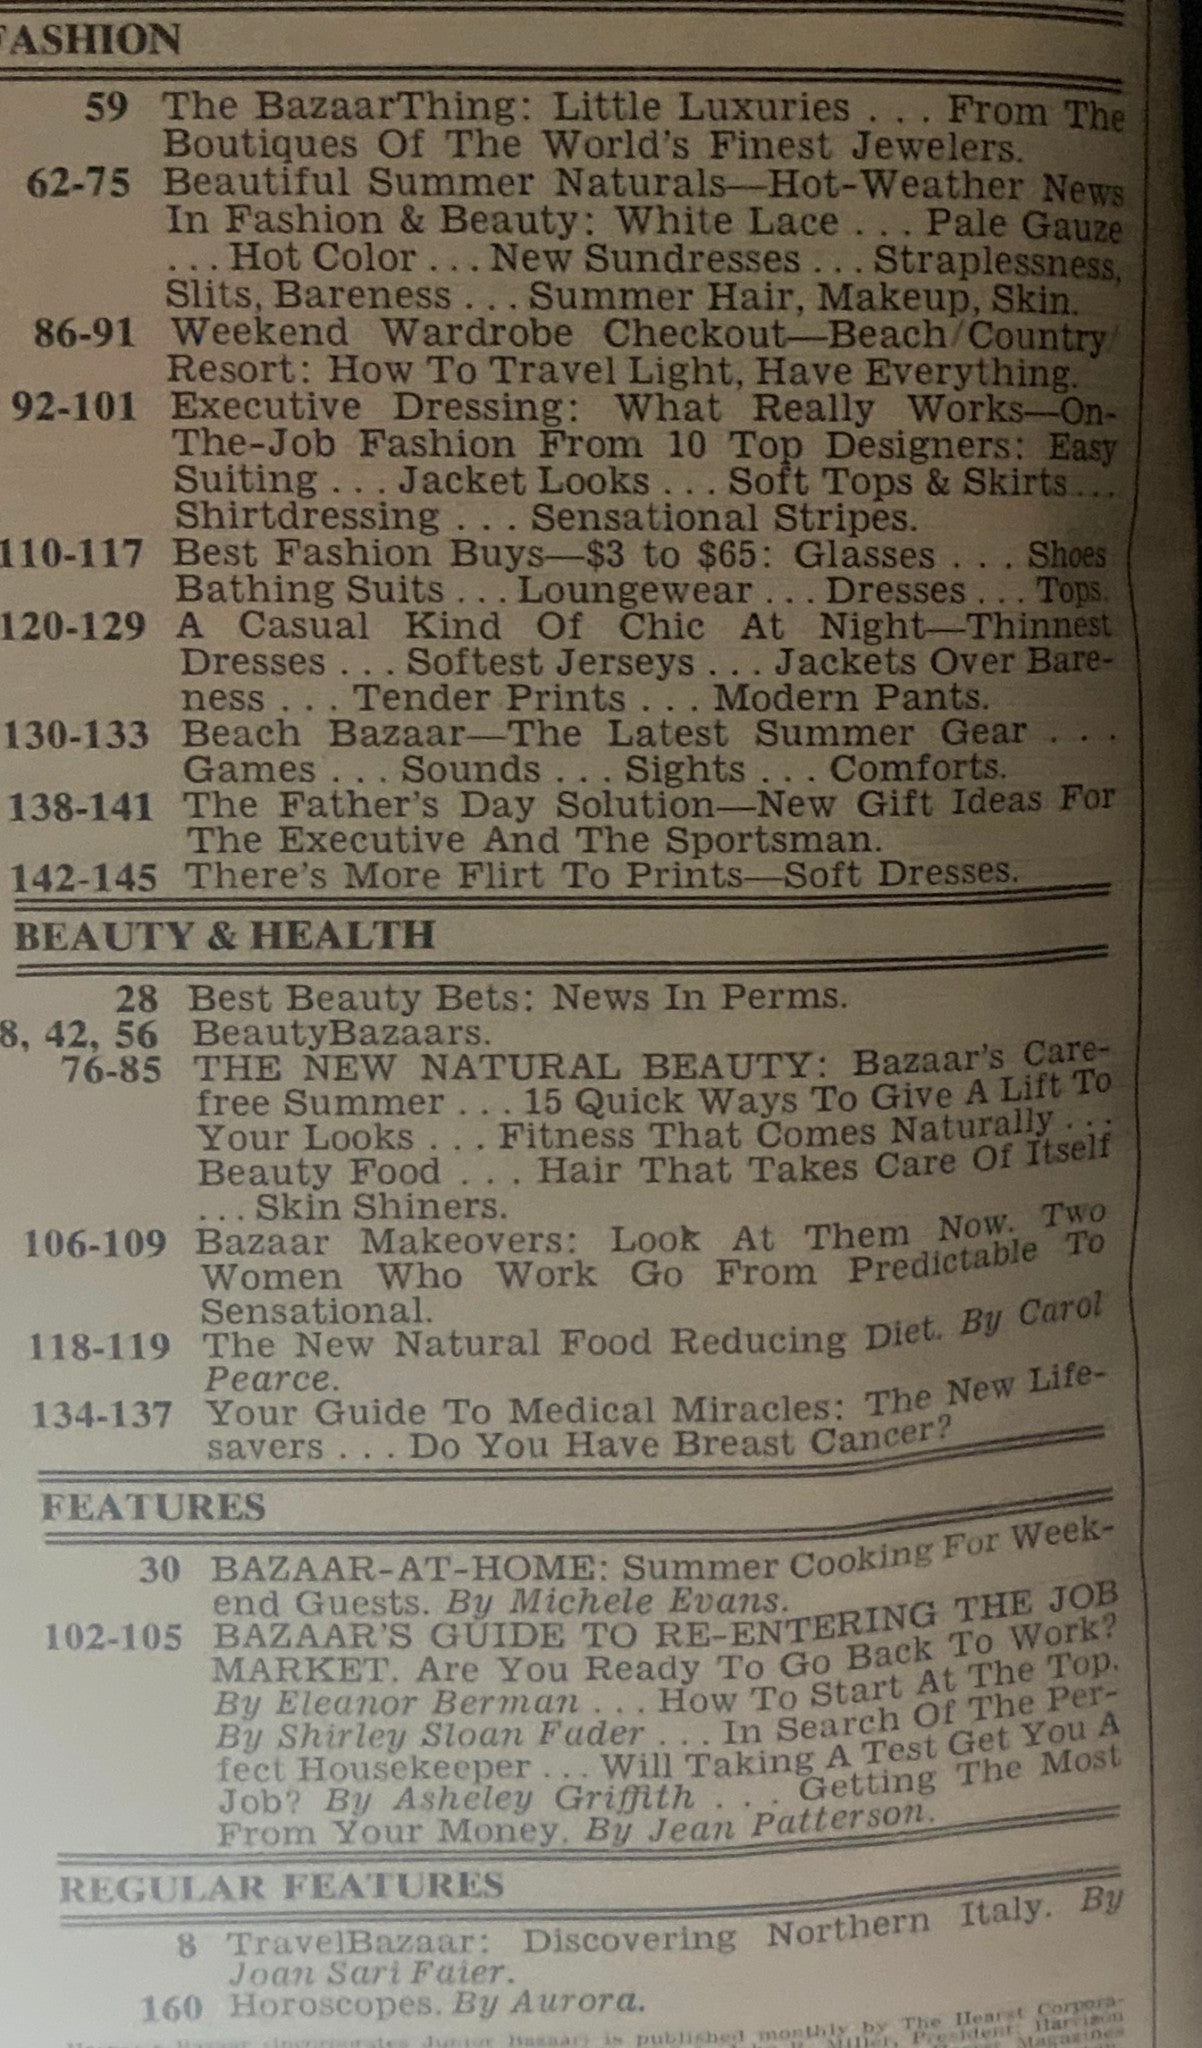 FASHION
59 The BazaarThing: Little Luxuries . . . From The
Boutiques Of The World's Finest Jewelers.
62-75 Beautiful Summer Naturals—Hot-Weather News
In Fashion & Beauty: White Lace . . . Pale Gauze
. . . Hot Color . . . New Sundresses . . . Straplessness,
Slits, Bareness . . . Summer Hair, Makeup, Skin.
86-91 Weekend Wardrobe Checkout—Beach/Country/
Resort: How To Travel Light, Have Everything.
92-101 Executive Dressing: What Really Works—On-
The-Job Fashion From 10 Top Designers: Easy
Suiting . . . Jacket Looks . . . Soft Tops & Skirts . . .
Shirtdressing . . . Sensational Stripes.
110-117 Best Fashion Buys—$3 to $65: Glasses . . . Shoes
Bathing Suits . . . Loungewear . . . Dresses . . . Tops.
120-129 A Casual Kind Of Chic At Night—Thinnest
Dresses . . . Softest Jerseys . . . Jackets Over Bare-
ness . . . Tender Prints . . . Modern Pants.
130-133 Beach Bazaar—The Latest Summer Gear . . .
Games . . . Sounds . . . Sights . . . Comforts.
138-141 The Father's Day Solution—New Gift Ideas For
The Executive And The Sportsman.
142-145 There's More Flirt To Prints—Soft Dresses.
BEAUTY & HEALTH
28 Best Beauty Bets: News In Perms.
8, 42, 56 BeautyBazaars.
76-85 THE NEW NATURAL BEAUTY: Bazaar's Care-
free Summer . . . 15 Quick Ways To Give A Lift To
Your Looks . . . Fitness That Comes Naturally . . .
Beauty Food . . . Hair That Takes Care Of Itself
. . . Skin Shiners.
106-109 Bazaar Makeovers: Look At Them Now. Two
Women Who Work Go From Predictable To
Sensational.
118-119 The New Natural Food Reducing Diet. By Carol
Pearce.
134-137 Your Guide To Medical Miracles: The New Life-
savers . . . Do You Have Breast Cancer?
FEATURES
30 BAZAAR-AT-HOME: Summer Cooking For Week-
end Guests. By Michele Evans.
102-105 BAZAAR'S GUIDE TO RE-ENTERING THE JOB
MARKET. Are You Ready To Go Back To Work?
By Eleanor Berman . . . How To Start At The Top.
By Shirley Sloan Fader . . . In Search Of The Per-
fect Housekeeper . . . Will Taking A Test Get You A
Job? By Asheley Griffith . . . Getting The Most
From Your Money. By Jean Patterson.
REGULAR FEATURES
8 TravelBazaar: Discovering Northern Italy. By
Joan Sari Faier.
160 Horoscopes. By Aurora.
Bazaar Junior Bazaar) is published monthly by The Hearst Corpora-
Miller, President; Harrison
Magazines